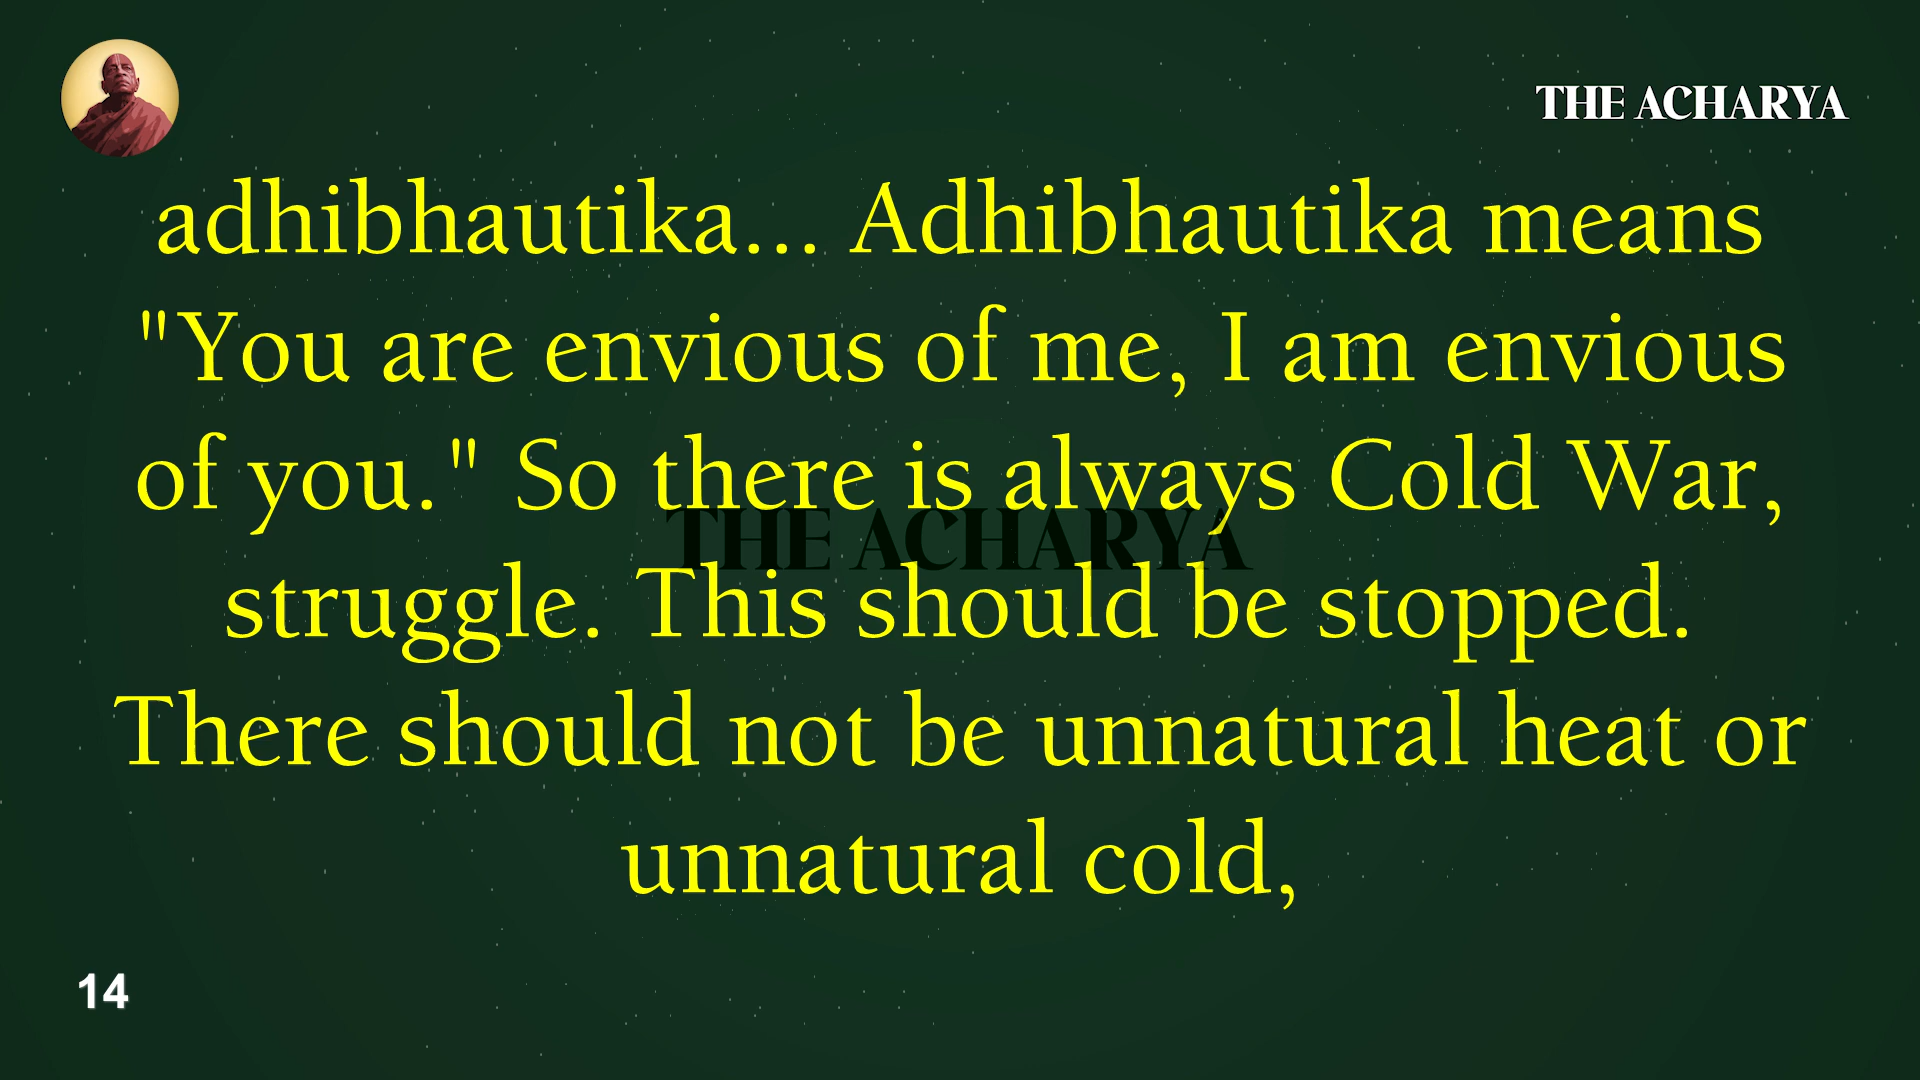 THE ACHARYA
adhibhautika... Adhibhautika means
"You are envious of me, I am envious
of you." So there is always Cold War,
THE ACHARYA
struggle. This should be stopped.
There should not be unnatural heat or
unnatural cold,
14